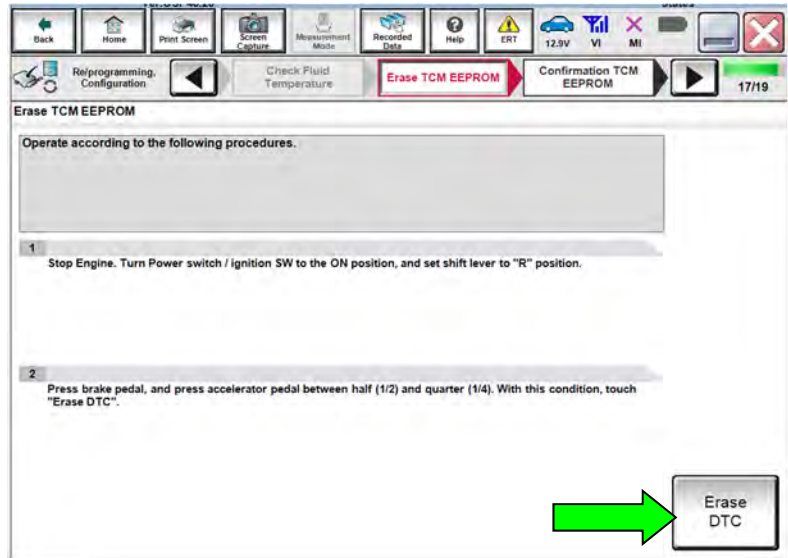 Back
Home
Print Screen
Screen
Capture
Measurement
Mode
Recorded
Data
Help
ERT
12.9V
VI
MI
Re/programming,
Configuration
Check Fluid
Temperature
Erase TCM EEPROM
Confirmation TCM
EEPROM
17/19
Erase TCM EEPROM
Operate according to the following procedures.
1
Stop Engine. Turn Power switch / ignition SW to the ON position, and set shift lever to "R" position.
2
Press brake pedal, and press accelerator pedal between half (1/2) and quarter (1/4). With this condition, touch
"Erase DTC".
Erase
DTC